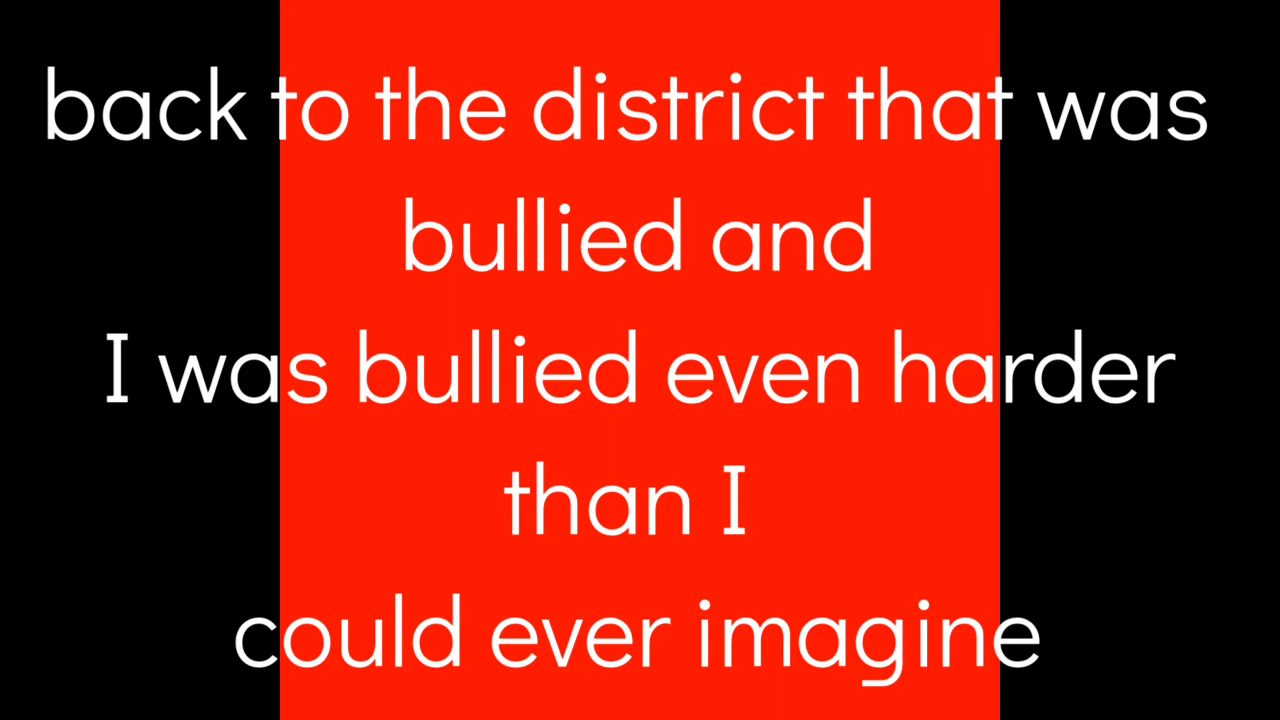 back to the district that was
bullied and
I was bullied even harder
than I
could ever imagine